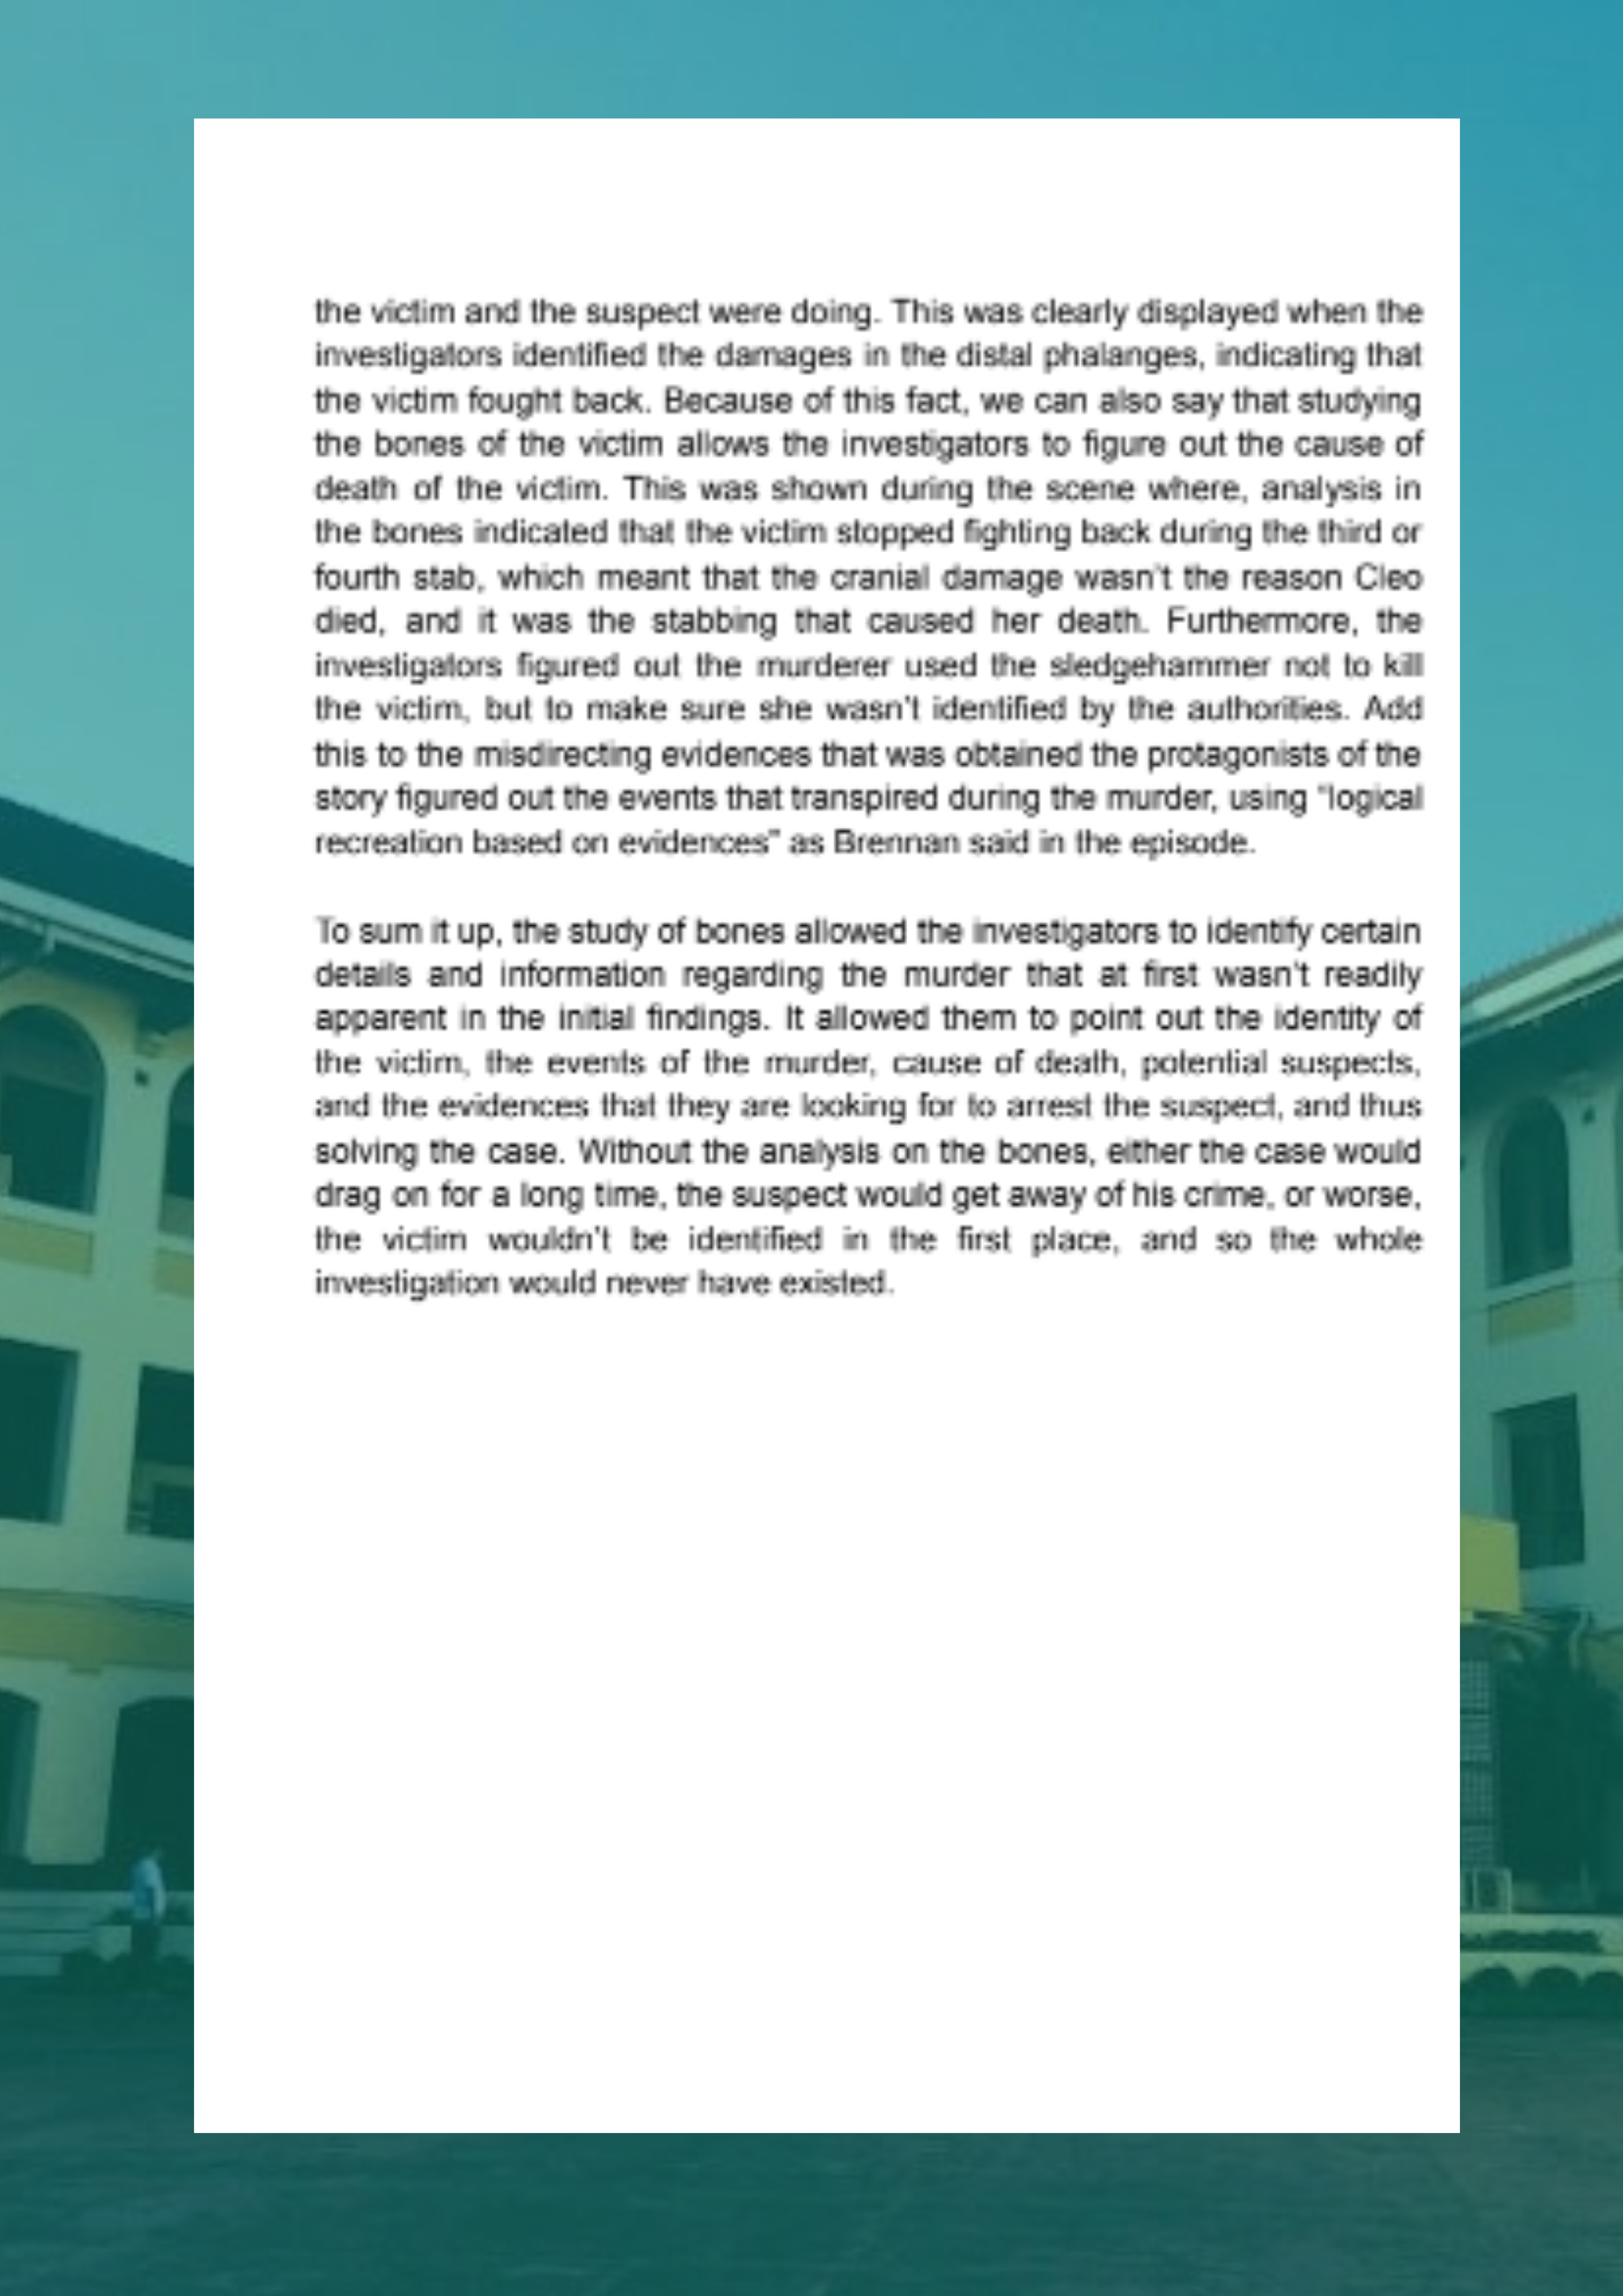 the victim and the suspect were doing. This was clearly displayed when the
investigators identified the damages in the distal phalanges, indicating that
the victim fought back. Because of this fact, we can also say that studying
the bones of the victim allows the investigators to figure out the cause of
death of the victim. This was shown during the scene where, analysis in
the bones indicated that the victim stopped fighting back during the third or
fourth stab, which meant that the cranial damage wasn't the reason Cleo
died, and it was the stabbing that caused her death. Furthermore, the
investigators figured out the murderer used the sledgehammer not to kill
the victim, but to make sure she wasn't identified by the authorities. Add
this to the misdirecting evidences that was obtained the protagonists of the
story figured out the events that transpired during the murder, using "logical
recreation based on evidences" as Brennan said in the episode.

To sum it up, the study of bones allowed the investigators to identify certain
details and information regarding the murder that at first wasn't readily
apparent in the initial findings. It allowed them to point out the identity of
the victim, the events of the murder, cause of death, potential suspects,
and the evidences that they are looking for to arrest the suspect, and thus
solving the case. Without the analysis on the bones, either the case would
drag on for a long time, the suspect would get away of his crime, or worse,
the victim wouldn't be identified in the first place, and so the whole
investigation would never have existed.